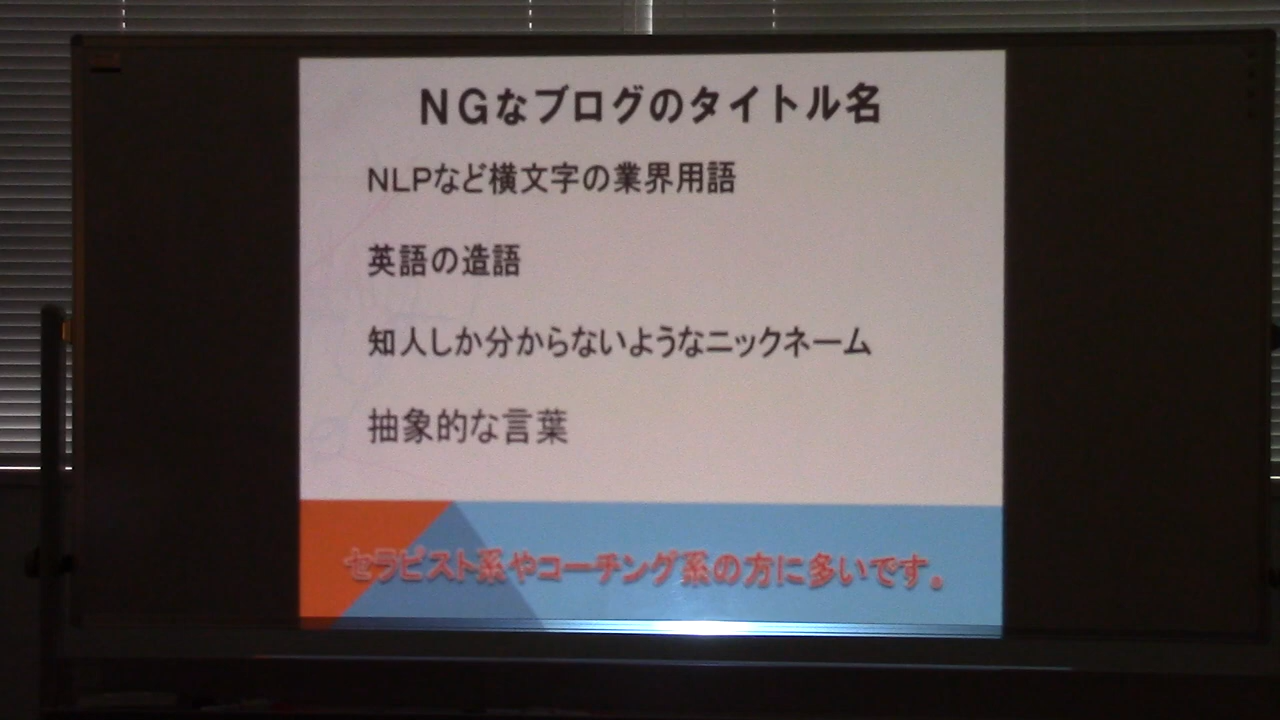 NGなブログのタイトル名
NLPなど横文字の業界用語
英語の造語
知人しか分からないようなニックネーム
抽象的な言葉
セラピスト系やコーチング系の方に多いです。